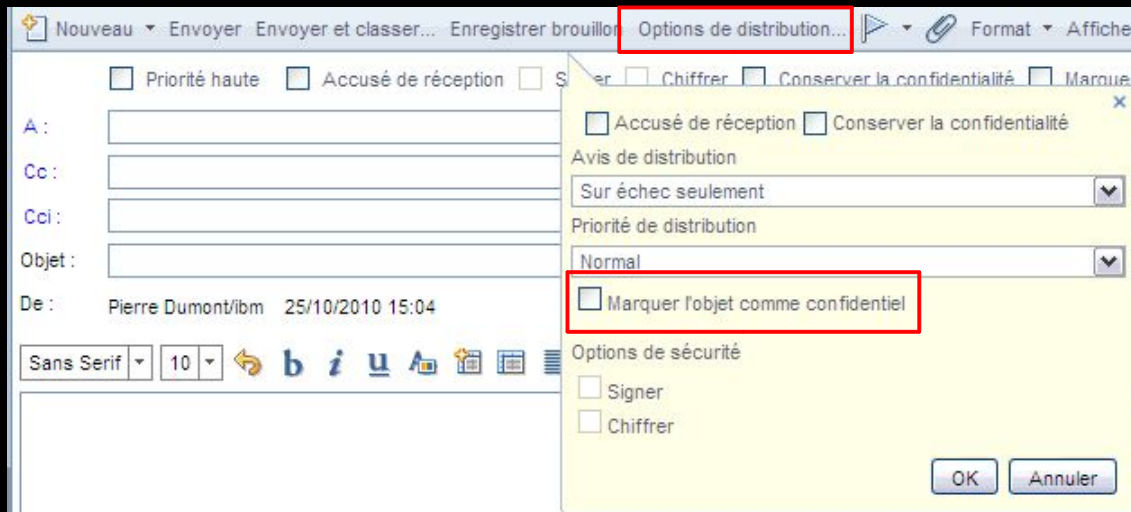 Nouveau Envoyer Envoyer et classer... Enregistrer brouillon Options de distribution... Format Affiche
Priorité haute Accusé de réception Chiffrer Conserver la confidentialité Marque
A :
Cc :
Cci :
Objet :
De : Pierre Dumont/ibm 25/10/2010 15:04
Sans Serif 10 b i u
Accusé de réception Conserver la confidentialité
Avis de distribution
Sur échec seulement
Priorité de distribution
Normal
Marquer l'objet comme confidentiel
Options de sécurité
Signer
Chiffrer
OK Annuler